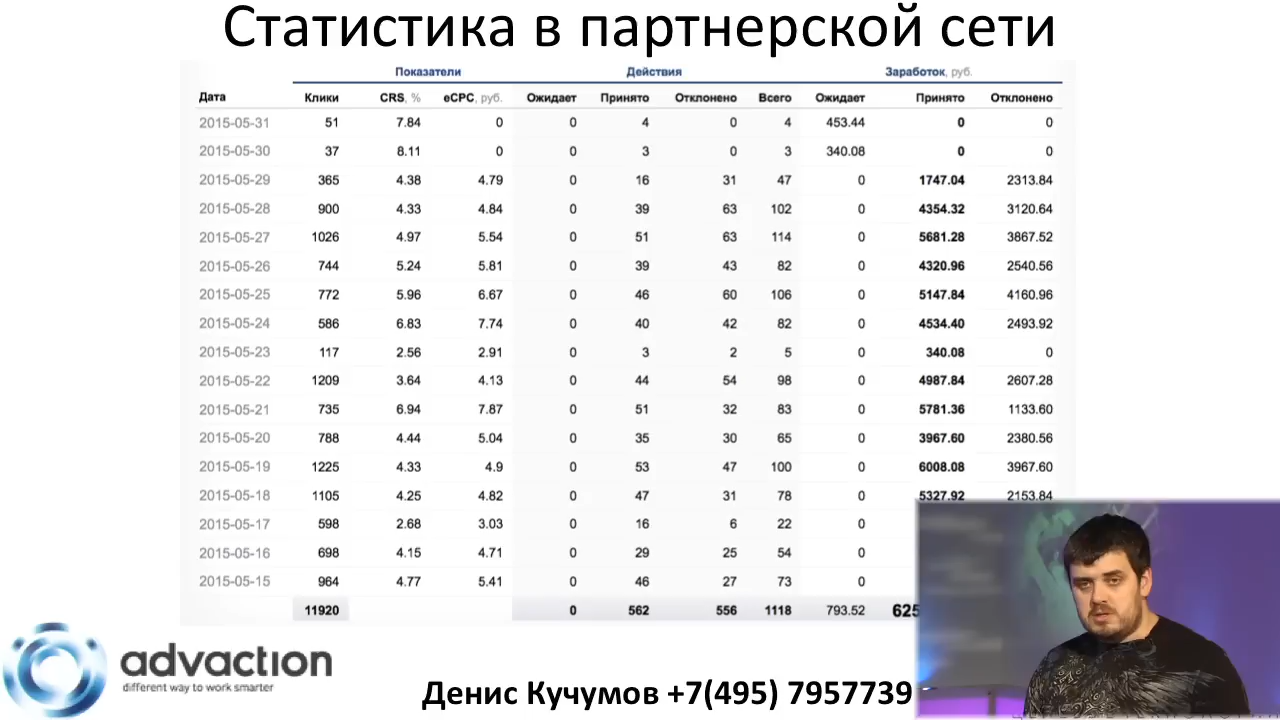 Статистика в партнерской сети
Показатели Действия Заработок, руб.
Дата Клики CRS, % eCPC, руб. Ожидает Принято Отклонено Всего Ожидает Принято Отклонено
2015-05-31 51 7.84 0 0 4 0 4 453.44 0 0
2015-05-30 37 8.11 0 0 3 0 3 340.08 0 0
2015-05-29 365 4.38 4.79 0 16 31 47 0 1747.04 2313.84
2015-05-28 900 4.33 4.84 0 39 63 102 0 4354.32 3120.64
2015-05-27 1026 4.97 5.54 0 51 63 114 0 5681.28 3867.52
2015-05-26 744 5.24 5.81 0 39 43 82 0 4320.96 2540.56
2015-05-25 772 5.96 6.67 0 46 60 106 0 5147.84 4160.96
2015-05-24 586 6.83 7.74 0 40 42 82 0 4534.40 2493.92
2015-05-23 117 2.56 2.91 0 3 2 5 0 340.08 0
2015-05-22 1209 3.64 4.13 0 44 54 98 0 4987.84 2607.28
2015-05-21 735 6.94 7.87 0 51 32 83 0 5781.36 1133.60
2015-05-20 788 4.44 5.04 0 35 30 65 0 3967.60 2380.56
2015-05-19 1225 4.33 4.9 0 53 47 100 0 6008.08 3967.60
2015-05-18 1105 4.25 4.82 0 47 31 78 0 5327.92 2153.84
2015-05-17 598 2.68 3.03 0 16 6 22 0
2015-05-16 698 4.15 4.71 0 29 25 54 0
2015-05-15 964 4.77 5.41 0 46 27 73 0
11920 0 562 556 1118 793.52 625
advaction
different way to work smarter
Денис Кучумов +7(495) 7957739